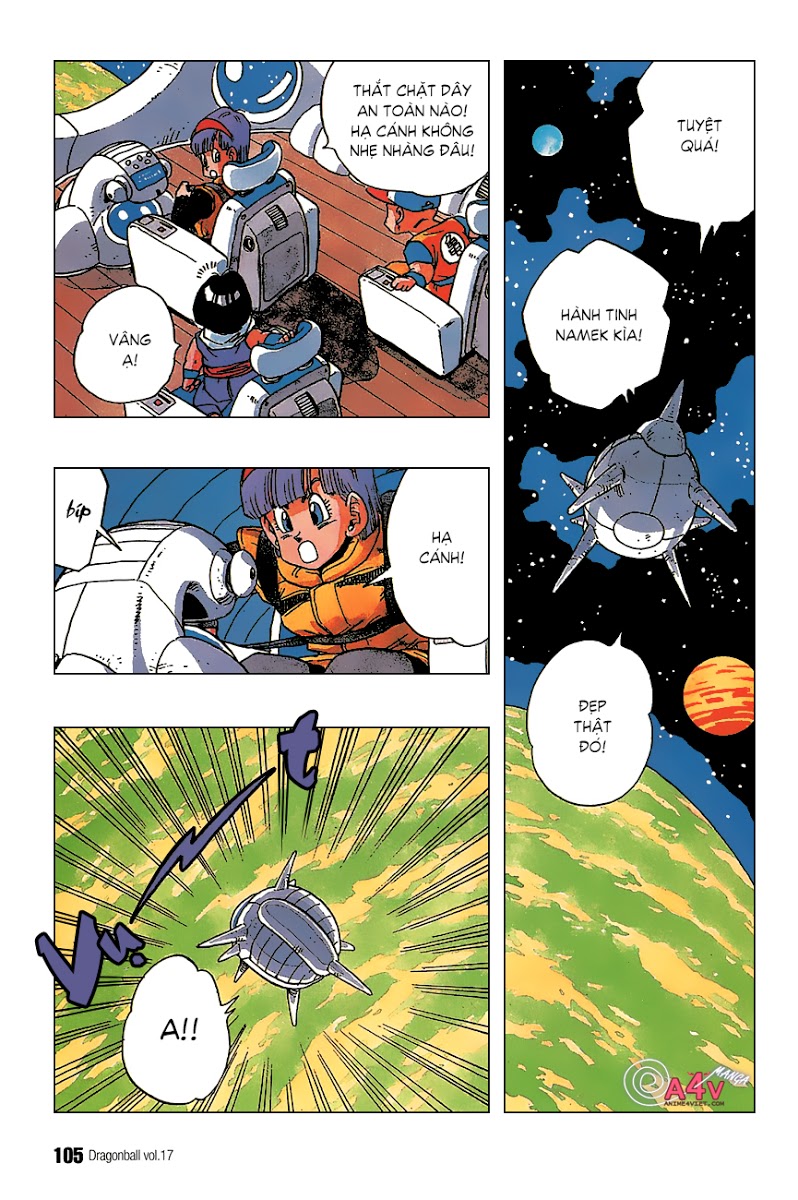 TUYỆT
QUÁ!
HÀNH TINH
NAMEK KÌA!
ĐẸP
THẬT
ĐÓ!
THẮT CHẶT DÂY
AN TOÀN NÀO!
HẠ CÁNH KHÔNG
NHẸ NHÀNG ĐÂU!
VÂNG
Ạ!
HẠ
CÁNH!
bíp
Vụt
A!!
A4V MANGA
ANIME4VIET.COM
105 Dragonball vol.17